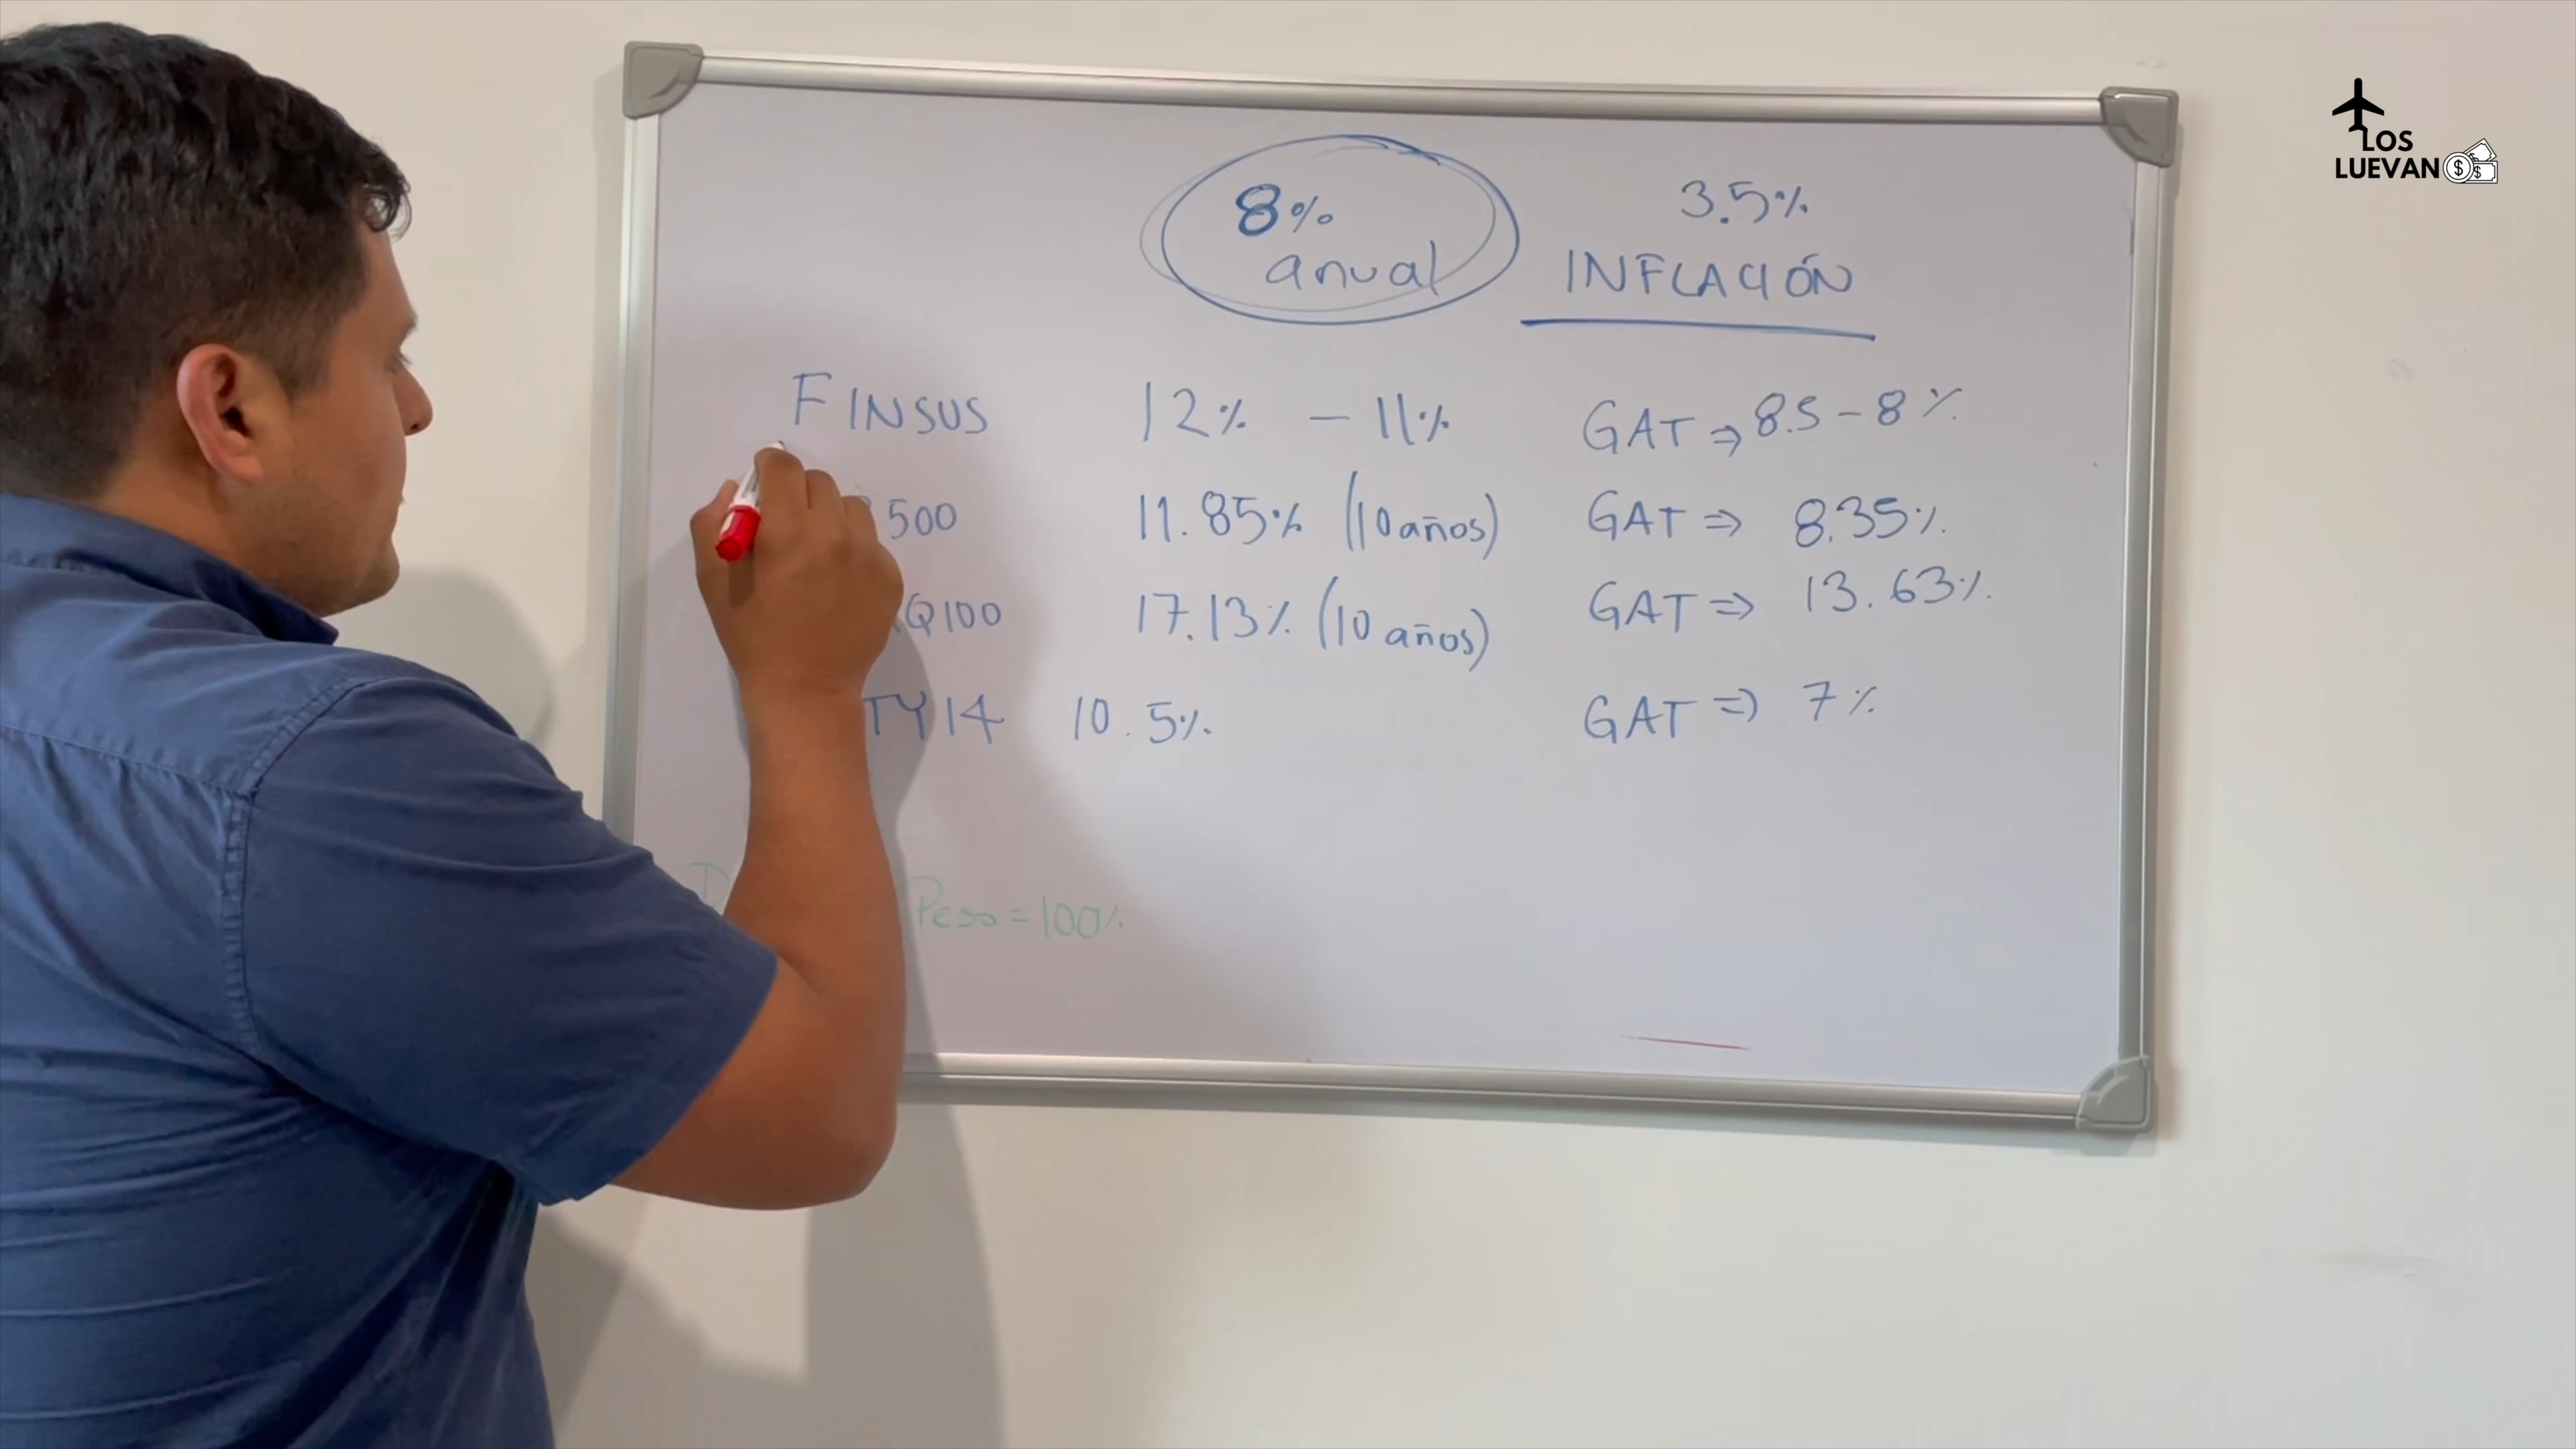 8% anual
3.5%
INFLACIÓN
FINSUS 12% - 11% GAT ⇒ 8.5 - 8%
500 11.85% (10 años) GAT ⇒ 8.35%
Q100 17.13% (10 años) GAT ⇒ 13.63%
TY14 10.5% GAT ⇒ 7%
Peso = 100%
LOS
LUEVAN